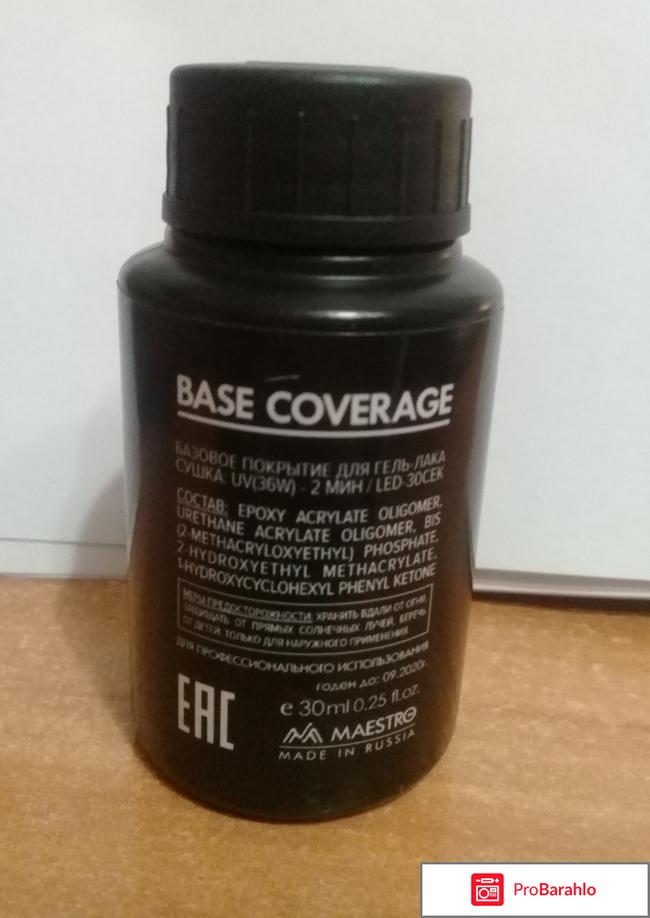 BASE COVERAGE
БАЗОВОЕ ПОКРЫТИЕ ДЛЯ ГЕЛЬ-ЛАКА
СУШКА: UV(36W) - 2 МИН / LED-30СЕК
СОСТАВ: EPOXY ACRYLATE OLIGOMER,
URETHANE ACRYLATE OLIGOMER, BIS
(2-METHACRYLOXYETHYL) PHOSPHATE,
2-HYDROXYETHYL METHACRYLATE,
1-HYDROXYCYCLOHEXYL PHENYL KETONE
МЕРЫ ПРЕДОСТОРОЖНОСТИ: ХРАНИТЬ ВДАЛИ ОТ ОГНЯ,
ЗАЩИЩАТЬ ОТ ПРЯМЫХ СОЛНЕЧНЫХ ЛУЧЕЙ, БЕРЕЧЬ
ОТ ДЕТЕЙ. ТОЛЬКО ДЛЯ НАРУЖНОГО ПРИМЕНЕНИЯ.
ДЛЯ ПРОФЕССИОНАЛЬНОГО ИСПОЛЬЗОВАНИЯ
годен до: 09.2020г.
EAC
e 30ml 0.25 fl.oz.
MAESTRO
MADE IN RUSSIA
ProBarahlo